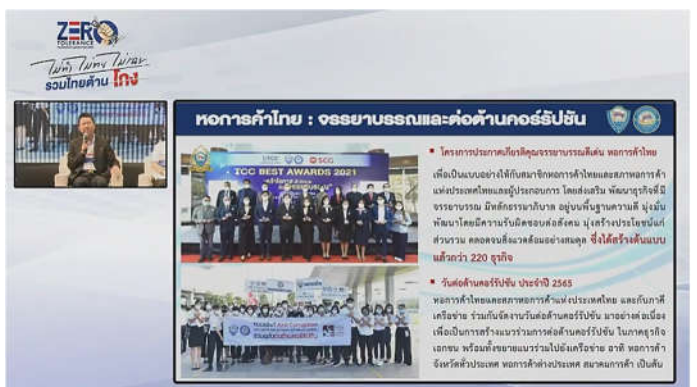 ZERO
TOLERANCE
ไม่ทำ ไม่ทน ไม่เฉย
รวมไทยต้าน โกง
หอการค้าไทย : จรรยาบรรณและต่อต้านคอร์รัปชัน
SCG
TCC BEST AWARDS 2021
โครงการประกาศเกียรติคุณจรรยาบรรณดีเด่น หอการค้าไทย
เพื่อเป็นแบบอย่างให้กับสมาชิกหอการค้าไทยและสภาหอการค้า
แห่งประเทศไทยและผู้ประกอบการ โดยส่งเสริม พัฒนาธุรกิจที่มี
จรรยาบรรณ มีหลักธรรมาภิบาล อยู่บนพื้นฐานความดี มุ่งมั่น
พัฒนาโดยมีความรับผิดชอบต่อสังคม มุ่งสร้างประโยชน์แก่
ส่วนรวม ตลอดจนสิ่งแวดล้อมอย่างสมดุล ซึ่งได้สร้างต้นแบบ
แล้วกว่า 220 ธุรกิจ
วันต่อต้านคอร์รัปชัน ประจำปี 2565
หอการค้าไทยและสภาหอการค้าแห่งประเทศไทย และกับภาคี
เครือข่าย ร่วมกันจัดงานวันต่อต้านคอร์รัปชัน มาอย่างต่อเนื่อง
เพื่อเป็นการสร้างแนวร่วมการต่อต้านคอร์รัปชัน ในภาคธุรกิจ
เอกชน พร้อมทั้งขยายแนวร่วมไปยังเครือข่าย อาทิ หอการค้า
จังหวัดทั่วประเทศ หอการค้าต่างประเทศ สมาคมการค้า เป็นต้น